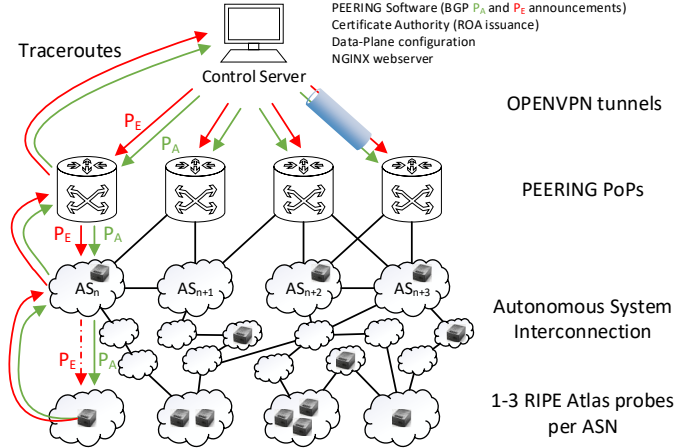 PEERING Software (BGP PA and PE announcements)
Certificate Authority (ROA issuance)
Data-Plane configuration
NGINX webserver
Traceroutes
Control Server
OPENVPN tunnels
PE
PA
PEERING PoPs
PE
PA
ASn
ASn+1
ASn+2
ASn+3
Autonomous System
Interconnection
PE
PA
1-3 RIPE Atlas probes
per ASN